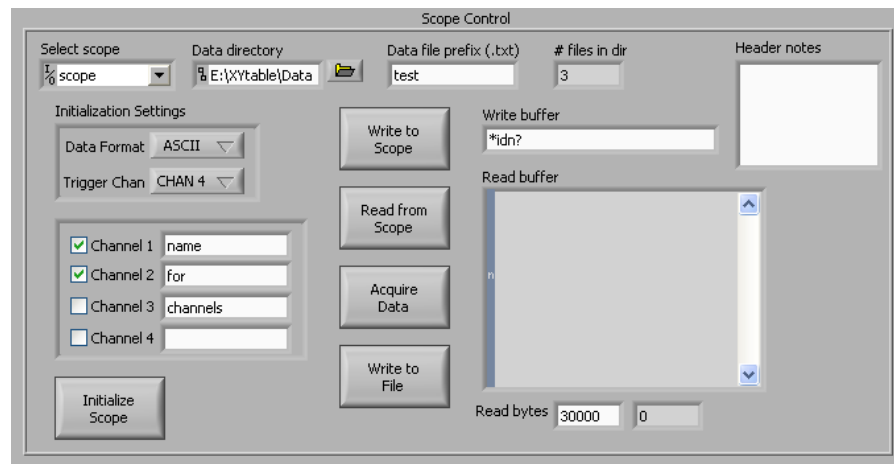 Scope Control
Select scope
Data directory
Data file prefix (.txt)
# files in dir
Header notes
I/O scope
E:\XYtable\Data
test
3
Initialization Settings
Data Format ASCII
Trigger Chan CHAN 4
Write to
Scope
Write buffer
*idn?
Read from
Scope
Read buffer
n
Channel 1 name
Channel 2 for
Channel 3 channels
Channel 4
Acquire
Data
Write to
File
Initialize
Scope
Read bytes 30000 0